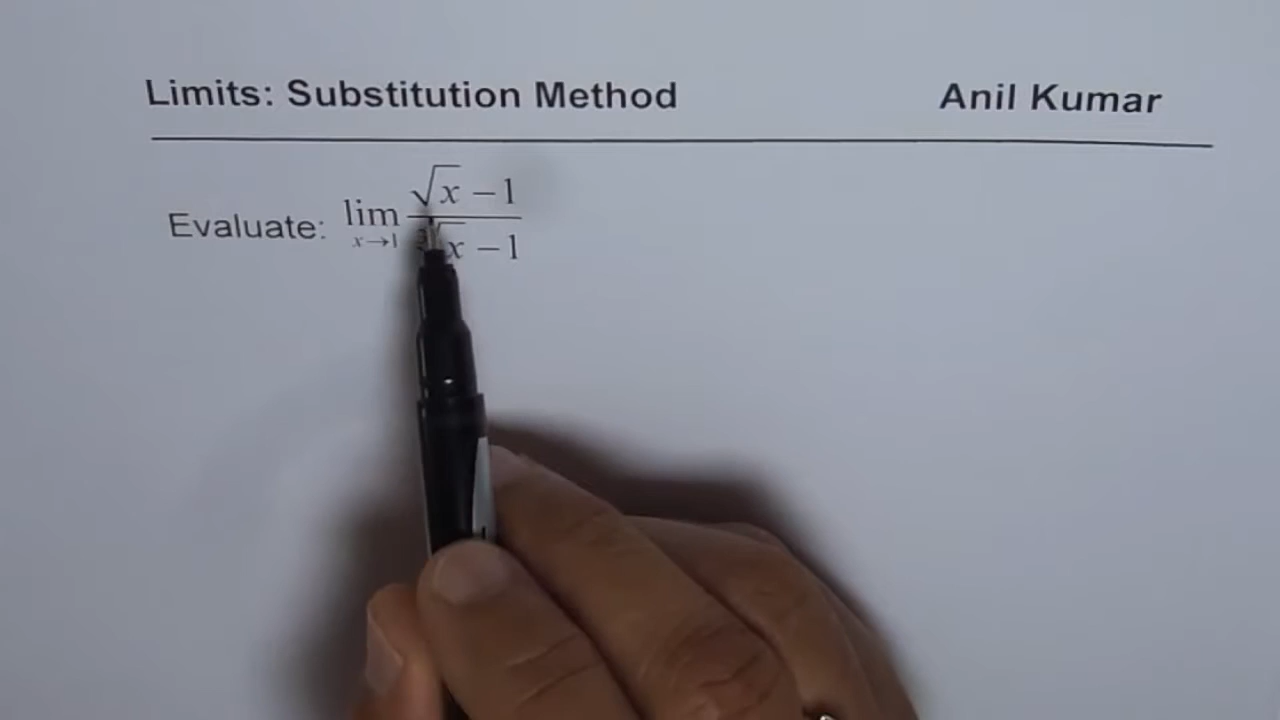 Limits: Substitution Method Anil Kumar
Evaluate: lim x→1 (√x − 1)/(∛x − 1)